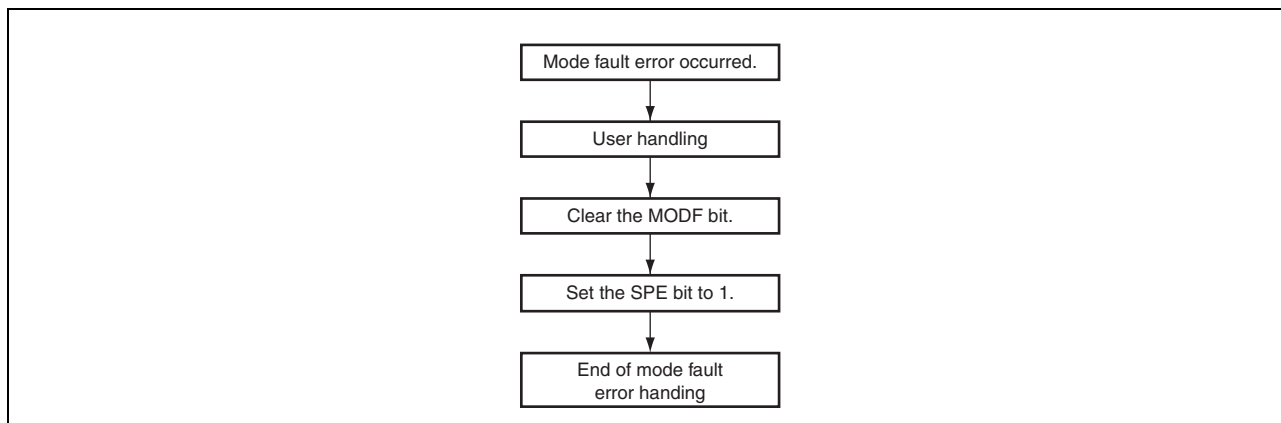 Mode fault error occurred.
User handling
Clear the MODF bit.
Set the SPE bit to 1.
End of mode fault
error handing